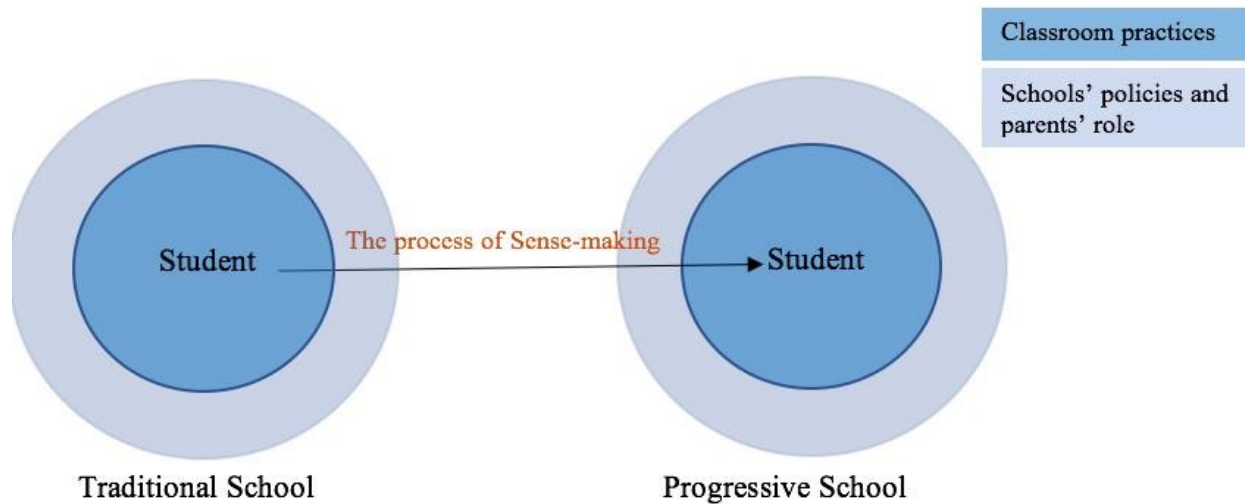 Classroom practices
Schools’ policies and
parents’ role
The process of Sense-making
Student
Student
Traditional School
Progressive School